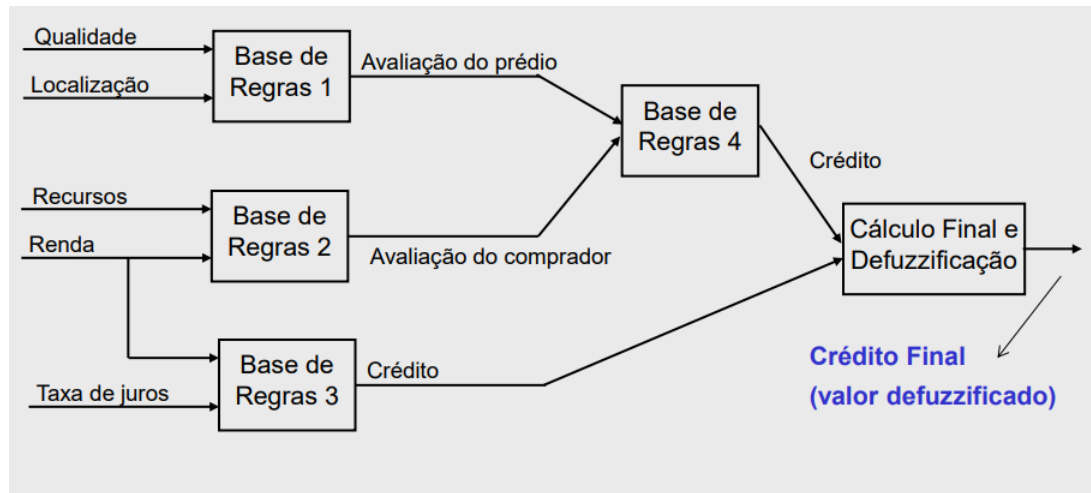 Qualidade
Localização
Base de
Regras 1
Avaliação do prédio
Base de
Regras 4
Crédito
Recursos
Renda
Base de
Regras 2
Avaliação do comprador
Cálculo Final e
Defuzzificação
Taxa de juros
Base de
Regras 3
Crédito
Crédito Final
(valor defuzzificado)